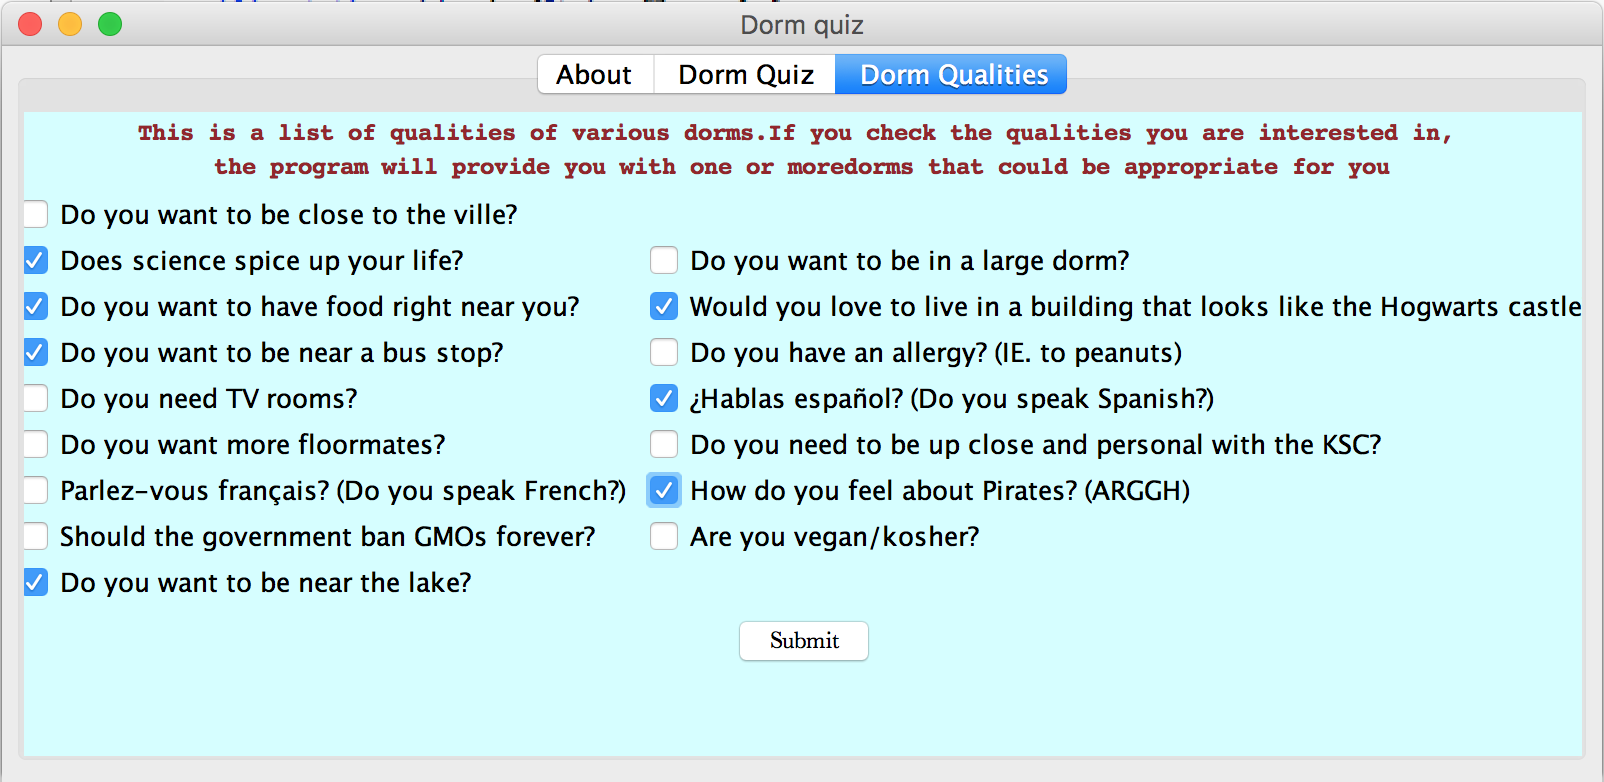 Dorm quiz
About Dorm Quiz Dorm Qualities
This is a list of qualities of various dorms.If you check the qualities you are interested in,
the program will provide you with one or moredorms that could be appropriate for you
Do you want to be close to the ville?
Does science spice up your life? Do you want to be in a large dorm?
Do you want to have food right near you? Would you love to live in a building that looks like the Hogwarts castle
Do you want to be near a bus stop? Do you have an allergy? (IE. to peanuts)
Do you need TV rooms? ¿Hablas español? (Do you speak Spanish?)
Do you want more floormates? Do you need to be up close and personal with the KSC?
Parlez-vous français? (Do you speak French?) How do you feel about Pirates? (ARGGH)
Should the government ban GMOs forever? Are you vegan/kosher?
Do you want to be near the lake?
Submit